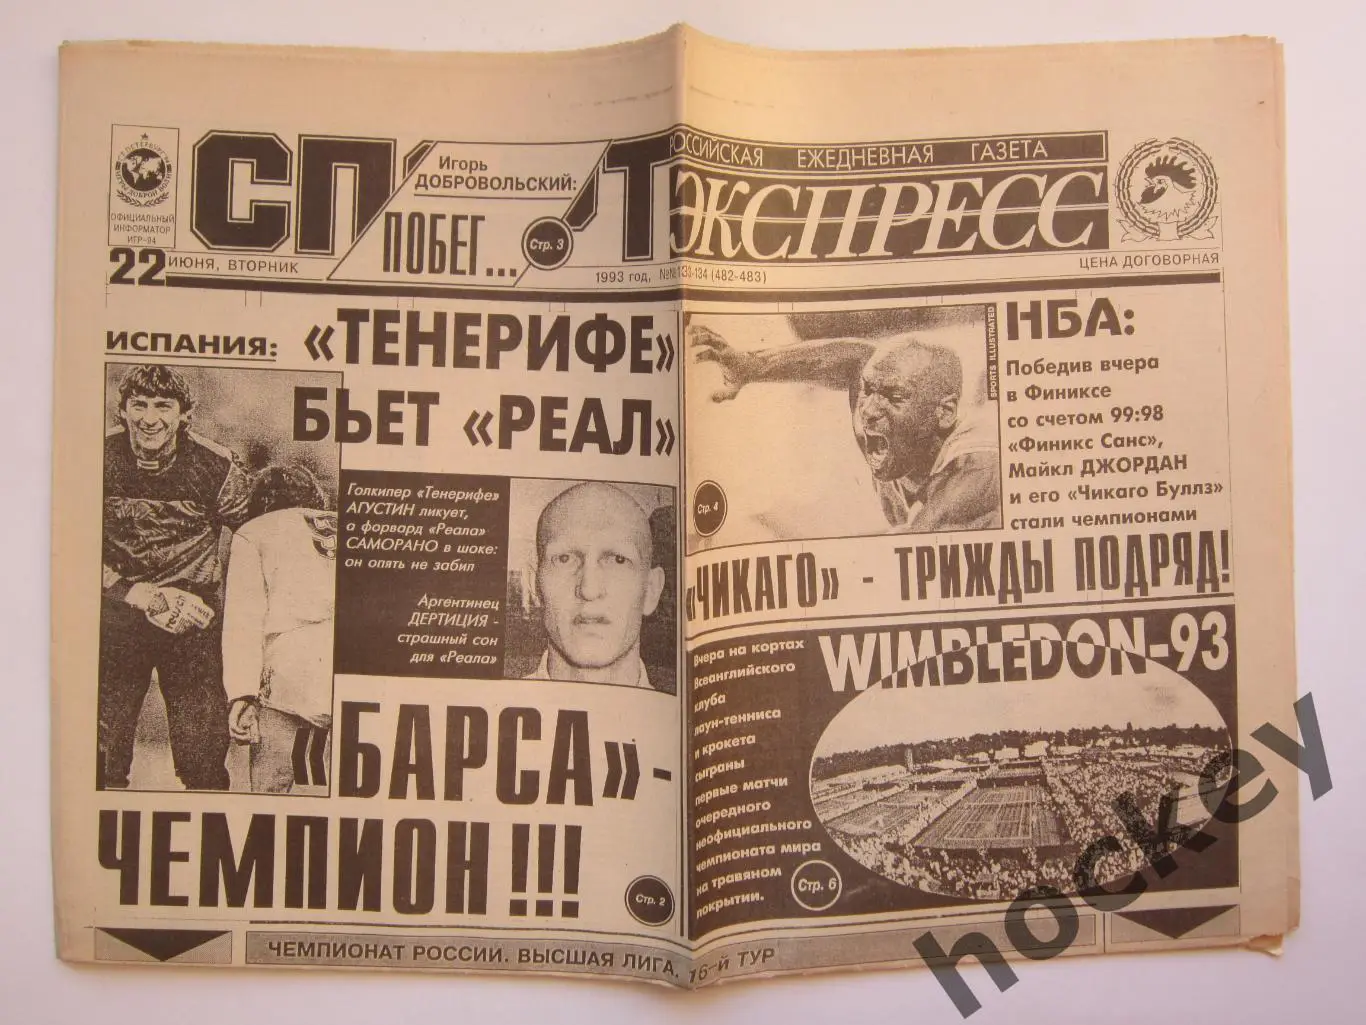 С.ПЕТЕРБУРГ
ИГРЫ ДОБРОЙ ВОЛИ
ОФИЦИАЛЬНЫЙ
ИНФОРМАТОР
ИГР-94
СП Т
Игорь
ДОБРОВОЛЬСКИЙ:
ПОБЕГ...
Стр. 3
РОССИЙСКАЯ ЕЖЕДНЕВНАЯ ГАЗЕТА
ЭКСПРЕСС
22 ИЮНЯ, ВТОРНИК
1993 год, №№133-134 (482-483)
ЦЕНА ДОГОВОРНАЯ
ИСПАНИЯ: «ТЕНЕРИФЕ»
БЬЕТ «РЕАЛ»
Голкипер «Тенерифе»
АГУСТИН ликует,
а форвард «Реала»
САМОРАНО в шоке:
он опять не забил
Аргентинец
ДЕРТИЦИЯ -
страшный сон
для «Реала»
reusch
«БАРСА» -
ЧЕМПИОН!!!
Стр. 2
SPORTS ILLUSTRATED
Стр. 4
НБА:
Победив вчера
в Финиксе
со счетом 99:98
«Финикс Санс»,
Майкл ДЖОРДАН
и его «Чикаго Буллз»
стали чемпионами
«ЧИКАГО» - ТРИЖДЫ ПОДРЯД!
WIMBLEDON-93
Вчера на кортах
Всеанглийского
клуба
лаун-тенниса
и крокета
сыграны
первые матчи
очередного
неофициального
чемпионата мира
на травяном
покрытии.
Стр. 6
ЧЕМПИОНАТ РОССИИ. ВЫСШАЯ ЛИГА. 16-й ТУР
hockey